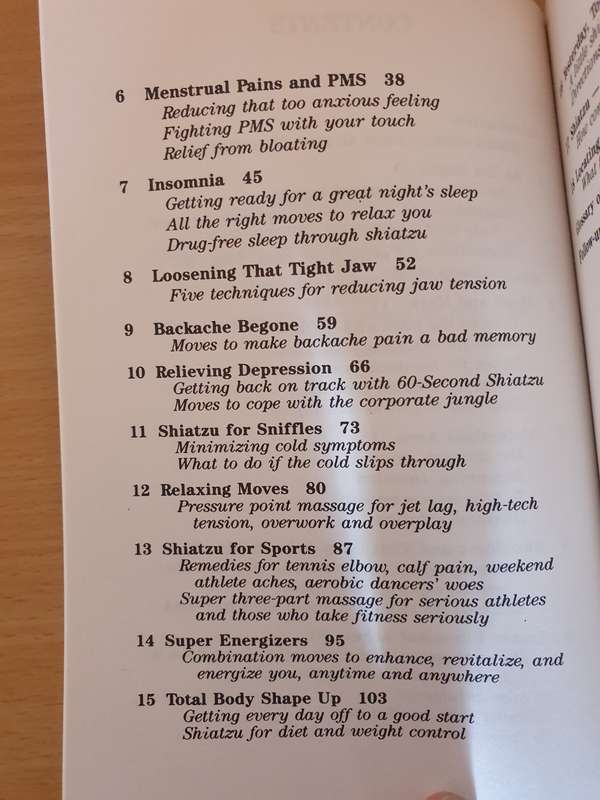 6 Menstrual Pains and PMS 38
Reducing that too anxious feeling
Fighting PMS with your touch
Relief from bloating
7 Insomnia 45
Getting ready for a great night's sleep
All the right moves to relax you
Drug-free sleep through shiatzu
8 Loosening That Tight Jaw 52
Five techniques for reducing jaw tension
9 Backache Begone 59
Moves to make backache pain a bad memory
10 Relieving Depression 66
Getting back on track with 60-Second Shiatzu
Moves to cope with the corporate jungle
11 Shiatzu for Sniffles 73
Minimizing cold symptoms
What to do if the cold slips through
12 Relaxing Moves 80
Pressure point massage for jet lag, high-tech
tension, overwork and overplay
13 Shiatzu for Sports 87
Remedies for tennis elbow, calf pain, weekend
athlete aches, aerobic dancers' woes
Super three-part massage for serious athletes
and those who take fitness seriously
14 Super Energizers 95
Combination moves to enhance, revitalize, and
energize you, anytime and anywhere
15 Total Body Shape Up 103
Getting every day off to a good start
Shiatzu for diet and weight control
Yesterday,
Shiatzu —
Locating
What
Glossary